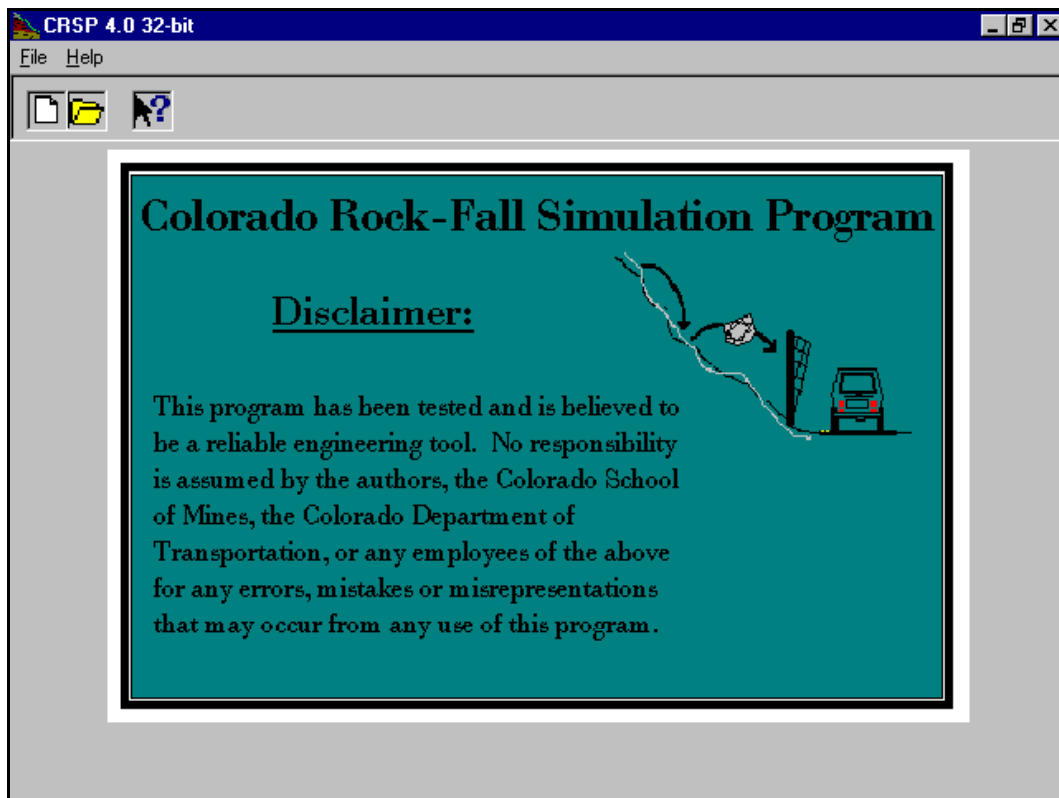 CRSP 4.0 32-bit
File Help
?
Colorado Rock-Fall Simulation Program
Disclaimer:
This program has been tested and is believed to
be a reliable engineering tool. No responsibility
is assumed by the authors, the Colorado School
of Mines, the Colorado Department of
Transportation, or any employees of the above
for any errors, mistakes or misrepresentations
that may occur from any use of this program.